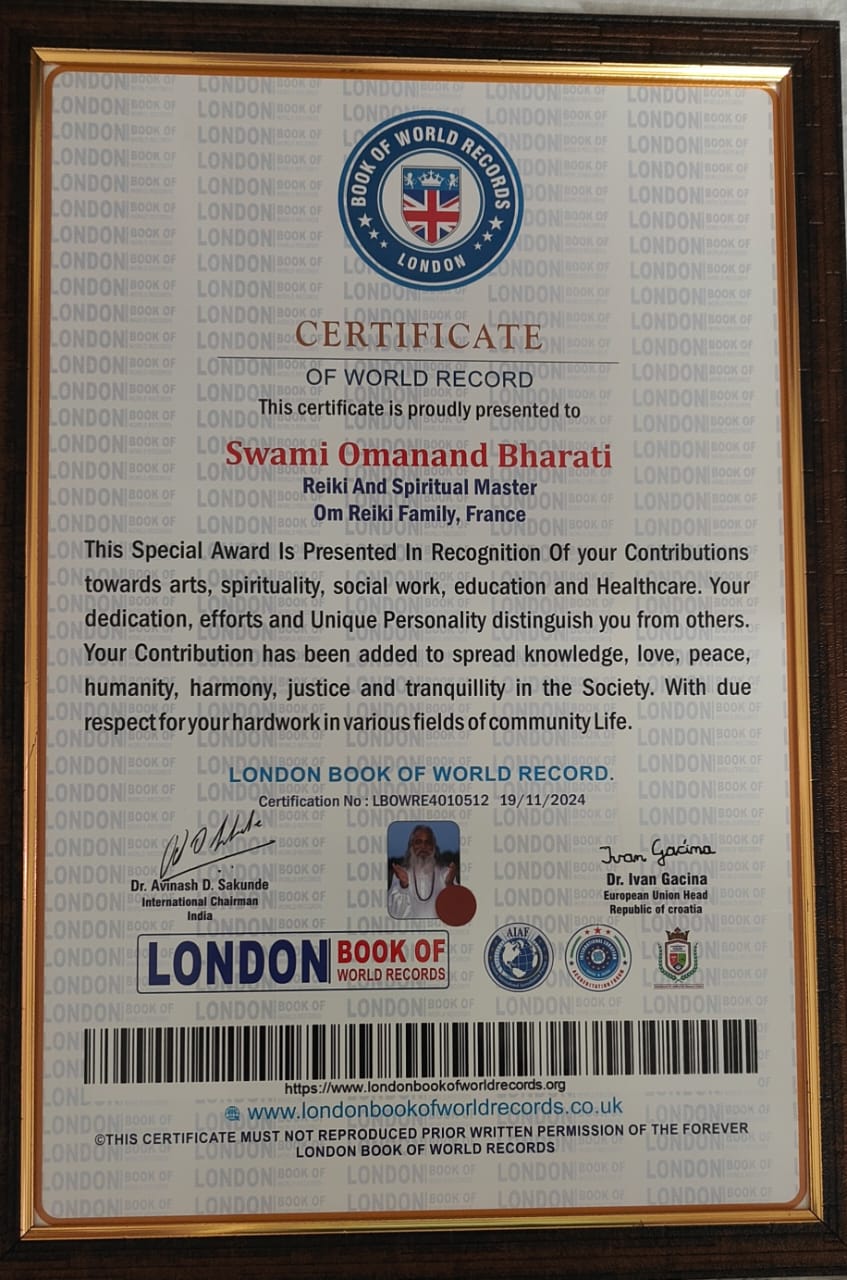 BOOK OF WORLD RECORDS
LONDON
CERTIFICATE
OF WORLD RECORD
This certificate is proudly presented to
Swami Omanand Bharati
Reiki And Spiritual Master
Om Reiki Family, France
This Special Award Is Presented In Recognition Of your Contributions
towards arts, spirituality, social work, education and Healthcare. Your
dedication, efforts and Unique Personality distinguish you from others.
Your Contribution has been added to spread knowledge, love, peace,
humanity, harmony, justice and tranquillity in the Society. With due
respect for your hardwork in various fields of community Life.
LONDON BOOK OF WORLD RECORD.
Certification No : LBOWRE4010512 19/11/2024
Dr. Avinash D. Sakunde
International Chairman
India
Ivan Gacina
Dr. Ivan Gacina
European Union Head
Republic of croatia
LONDON BOOK OF
WORLD RECORDS
AIAF
https://www.londonbookofworldrecords.org
www.londonbookofworldrecords.co.uk
©THIS CERTIFICATE MUST NOT REPRODUCED PRIOR WRITTEN PERMISSION OF THE FOREVER
LONDON BOOK OF WORLD RECORDS